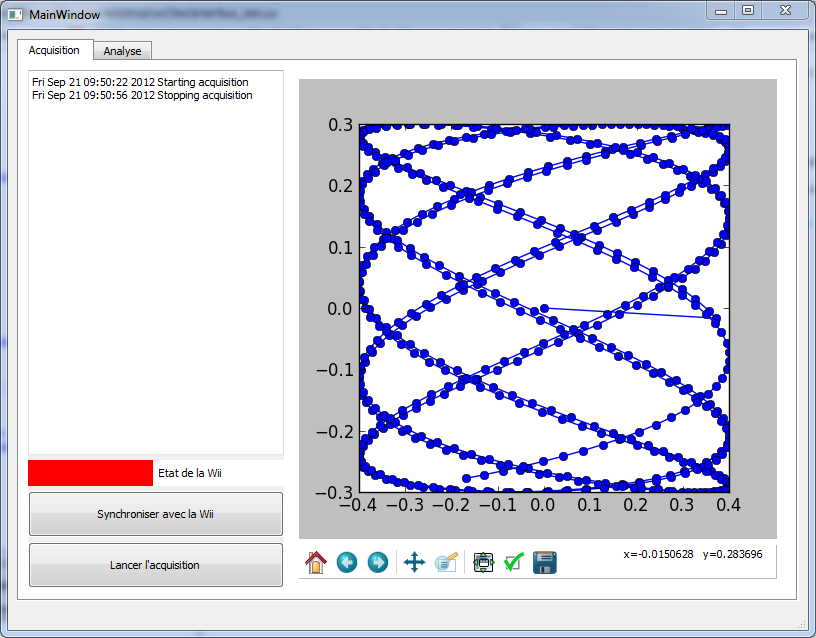 MainWindow
Acquisition
Analyse
Fri Sep 21 09:50:22 2012 Starting acquisition
Fri Sep 21 09:50:56 2012 Stopping acquisition
0.3
0.2
0.1
0.0
−0.1
−0.2
−0.3
−0.4 −0.3 −0.2 −0.1 0.0 0.1 0.2 0.3 0.4
Etat de la Wii
Synchroniser avec la Wii
Lancer l'acquisition
x=-0.0150628 y=0.283696